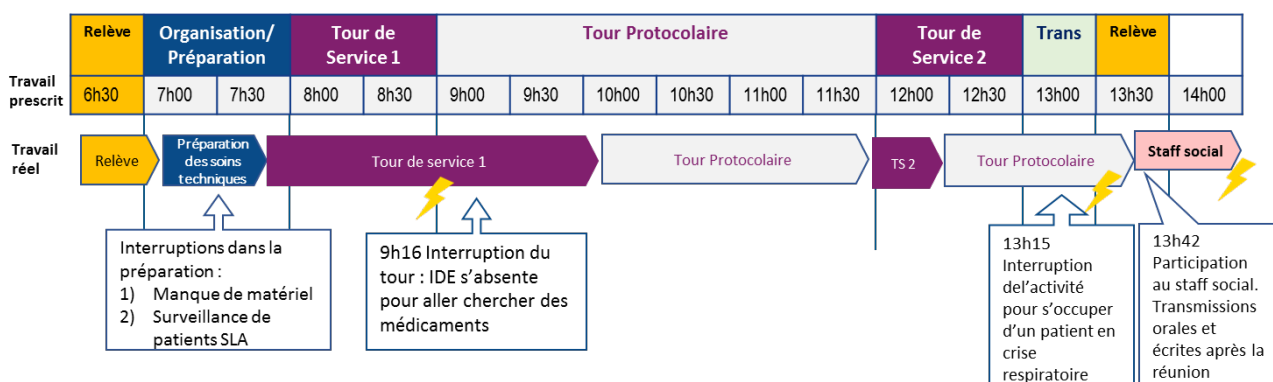 Relève
Organisation/
Préparation
Tour de
Service 1
Tour Protocolaire
Tour de
Service 2
Trans
Relève
Travail
prescrit
6h30 7h00 7h30 8h00 8h30 9h00 9h30 10h00 10h30 11h00 11h30 12h00 12h30 13h00 13h30 14h00
Travail
réel
Relève
Préparation
des soins
techniques
Tour de service 1
Tour Protocolaire
TS 2
Tour Protocolaire
Staff social
Interruptions dans la
préparation :
1) Manque de matériel
2) Surveillance de
patients SLA
9h16 Interruption du
tour : IDE s’absente
pour aller chercher des
médicaments
13h15
Interruption
del’activité
pour s’occuper
d’un patient en
crise
respiratoire
13h42
Participation
au staff social.
Transmissions
orales et
écrites après la
réunion